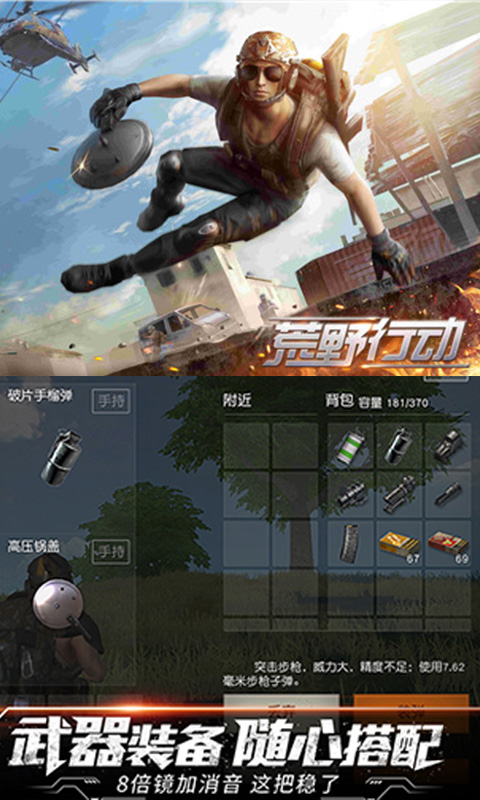 荒野行动
破片手榴弹 手持
附近
背包 容量 181/370
67
69
高压锅盖 手持
突击步枪，威力大、精度不足；使用7.62
毫米步枪子弹。
武器装备 随心搭配
8倍镜加消音 这把稳了